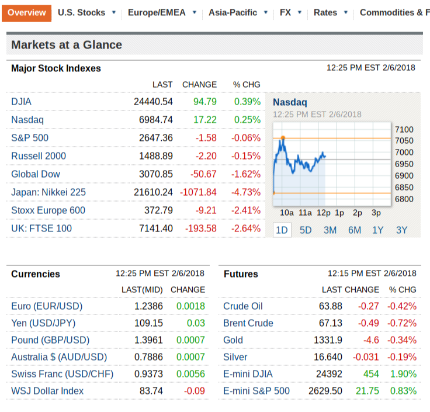 Overview U.S. Stocks Europe/EMEA Asia-Pacific FX Rates Commodities & F
Markets at a Glance
Major Stock Indexes 12:25 PM EST 2/6/2018
LAST CHANGE % CHG
DJIA 24440.54 94.79 0.39%
Nasdaq 6984.74 17.22 0.25%
S&P 500 2647.36 -1.58 -0.06%
Russell 2000 1488.89 -2.20 -0.15%
Global Dow 3070.85 -50.67 -1.62%
Japan: Nikkei 225 21610.24 -1071.84 -4.73%
Stoxx Europe 600 372.79 -9.21 -2.41%
UK: FTSE 100 7141.40 -193.58 -2.64%
Nasdaq
12:25 PM EST 2/6/2018
7100
7050
7000
6950
6900
6850
6800
10a 11a 12p 1p 2p 3p
1D 5D 3M 6M 1Y 3Y
Currencies 12:25 PM EST 2/6/2018
LAST(MID) CHANGE
Euro (EUR/USD) 1.2386 0.0018
Yen (USD/JPY) 109.15 0.03
Pound (GBP/USD) 1.3961 0.0007
Australia $ (AUD/USD) 0.7886 0.0007
Swiss Franc (USD/CHF) 0.9373 0.0056
WSJ Dollar Index 83.74 -0.09
Futures 12:15 PM EST 2/6/2018
LAST CHANGE % CHG
Crude Oil 63.88 -0.27 -0.42%
Brent Crude 67.13 -0.49 -0.72%
Gold 1331.9 -4.6 -0.34%
Silver 16.640 -0.031 -0.19%
E-mini DJIA 24392 454 1.90%
E-mini S&P 500 2629.50 21.75 0.83%